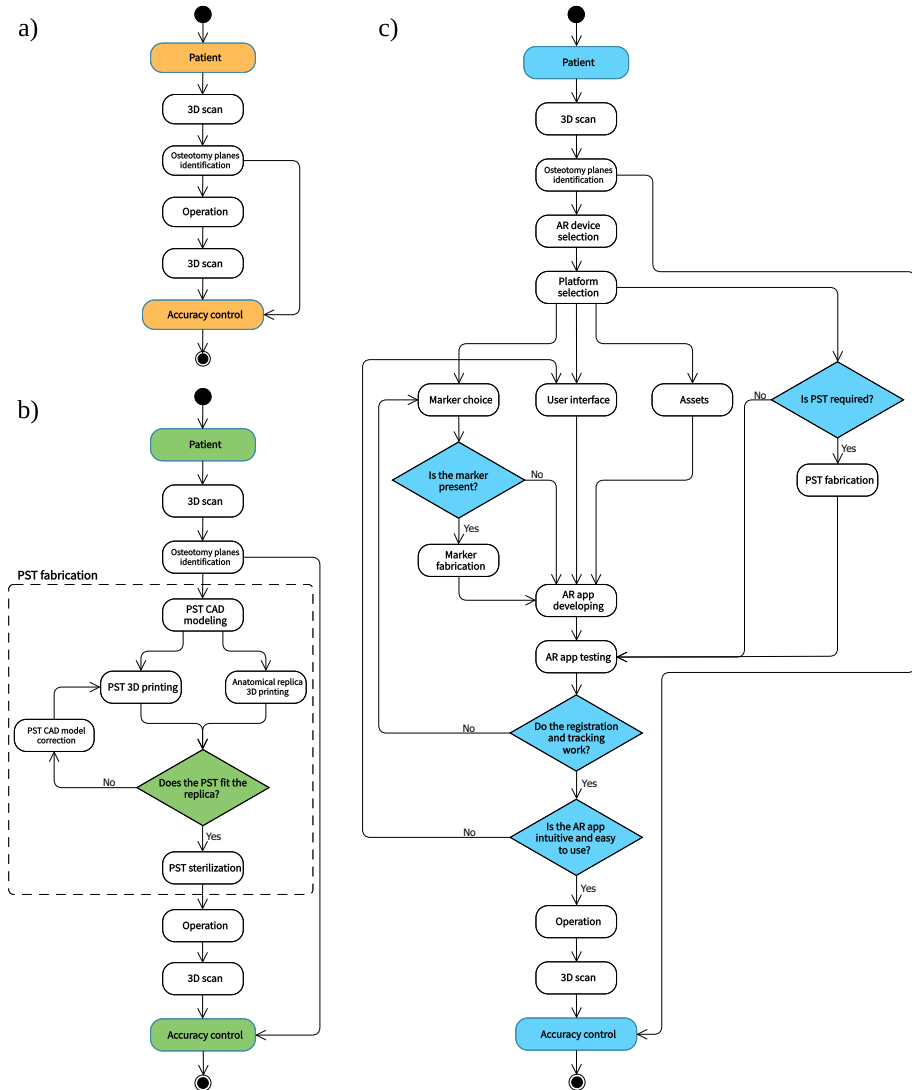 a)
Patient
3D scan
Osteotomy planes
identification
Operation
3D scan
Accuracy control
b)
Patient
3D scan
Osteotomy planes
identification
PST fabrication
PST CAD
modeling
PST 3D printing
Anatomical replica
3D printing
PST CAD model
correction
No
Does the PST fit the
replica?
Yes
PST sterilization
Operation
3D scan
Accuracy control
c)
Patient
3D scan
Osteotomy planes
identification
AR device
selection
Platform
selection
Marker choice
User interface
Assets
No
Is PST required?
Yes
PST fabrication
Is the marker
present?
No
Yes
Marker
fabrication
AR app
developing
AR app testing
No
Do the registration
and tracking
work?
Yes
No
Is the AR app
intuitive and easy
to use?
Yes
Operation
3D scan
Accuracy control